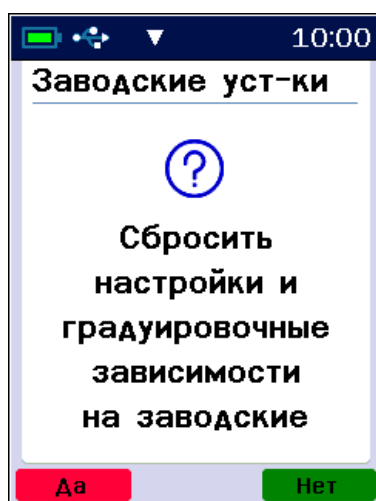 10:00
Заводские уст-ки
?
Сбросить
настройки и
градуировочные
зависимости
на заводские
Да Нет